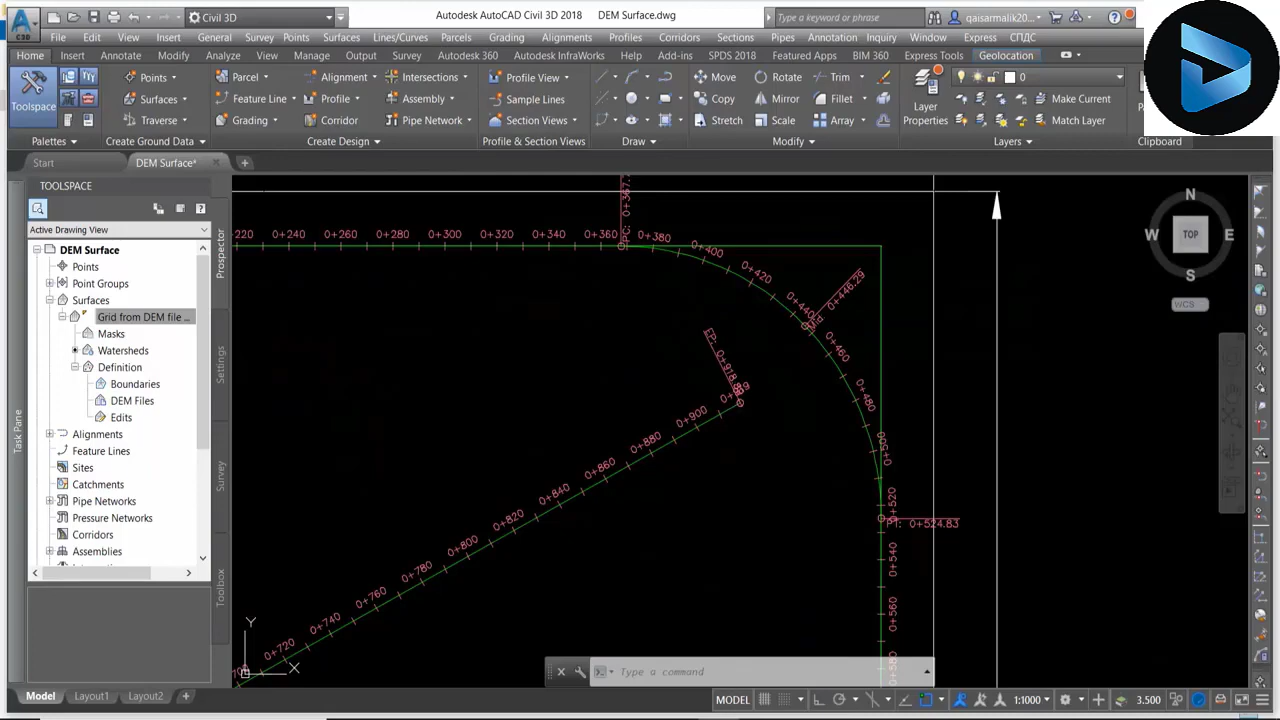 Civil 3D
Autodesk AutoCAD Civil 3D 2018 DEM Surface.dwg
Type a keyword or phrase
qaisarmalik20...
C3D
File Edit View Insert General Survey Points Surfaces Lines/Curves Parcels Grading Alignments Profiles Corridors Sections Pipes Annotation Inquiry Window Express СПДС
Home Insert Annotate Modify Analyze View Manage Output Survey Autodesk 360 Autodesk InfraWorks Help Add-ins SPDS 2018 Featured Apps BIM 360 Express Tools Geolocation
Points Parcel Alignment Intersections Profile View Move Rotate Trim 0
Toolspace Surfaces Feature Line Profile Assembly Sample Lines Copy Mirror Fillet Layer Properties Make Current
Traverse Grading Corridor Pipe Network Section Views Stretch Scale Array Match Layer
Palettes Create Ground Data Create Design Profile & Section Views Draw Modify Layers Clipboard
Start DEM Surface*
TOOLSPACE
Active Drawing View
DEM Surface
Points
Point Groups
Surfaces
Grid from DEM file ...
Masks
Watersheds
Definition
Boundaries
DEM Files
Edits
Alignments
Feature Lines
Sites
Catchments
Pipe Networks
Pressure Networks
Corridors
Assemblies
Prospector
Settings
Survey
Toolbox
Task Pane
220 0+240 0+260 0+280 0+300 0+320 0+340 0+360 0+380 0+400 0+420 0+440 0+460 0+480 0+500 0+520 0+540 0+560 0+580
0+446.29
PT: 0+524.83
0+900
0+880
0+860
0+840
0+820
0+800
0+780
0+760
0+740
0+720
N
W TOP E
S
WCS
Y
X
Type a command
Model Layout1 Layout2 +
MODEL 1:1000 3.500